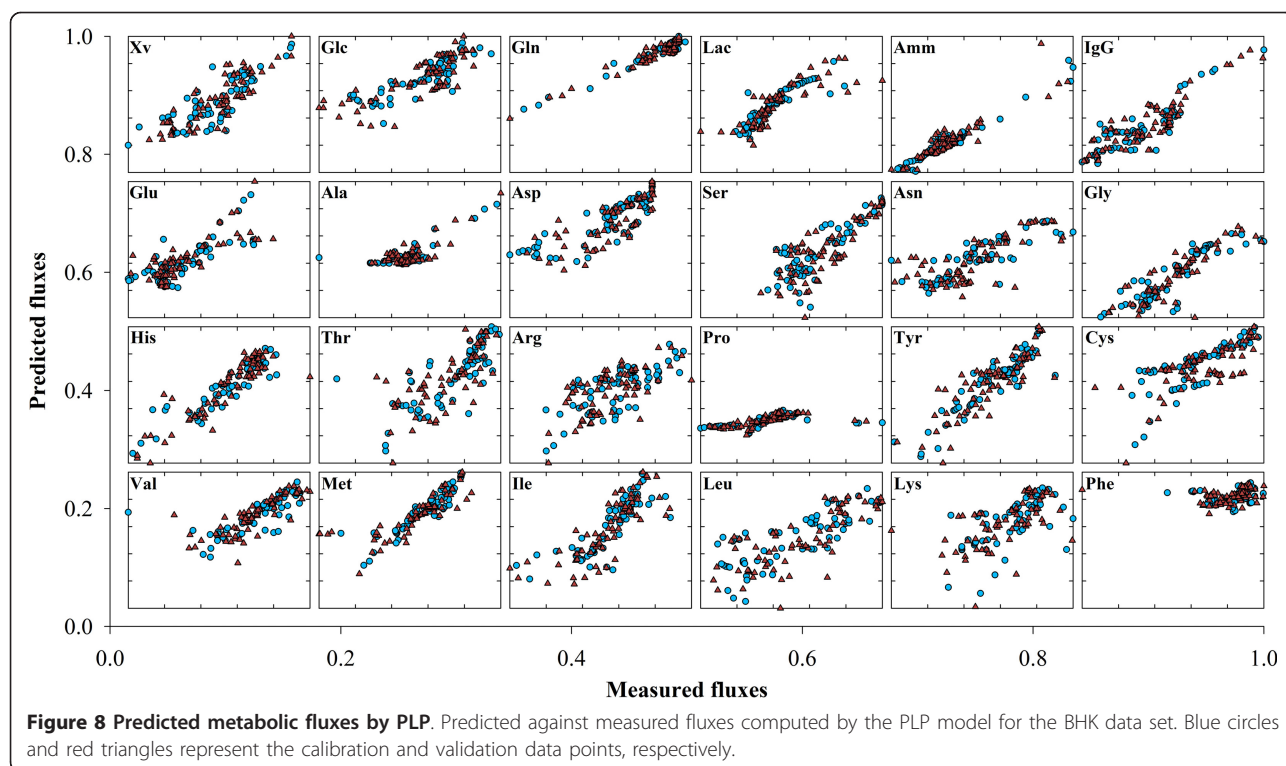 1.0
Xv Glc Gln Lac Amm IgG
0.8
Glu Ala Asp Ser Asn Gly
0.6
Predicted fluxes
His Thr Arg Pro Tyr Cys
0.4
Val Met Ile Leu Lys Phe
0.2
0.0
0.0 0.2 0.4 0.6 0.8 1.0
Measured fluxes
Figure 8 Predicted metabolic fluxes by PLP. Predicted against measured fluxes computed by the PLP model for the BHK data set. Blue circles
and red triangles represent the calibration and validation data points, respectively.